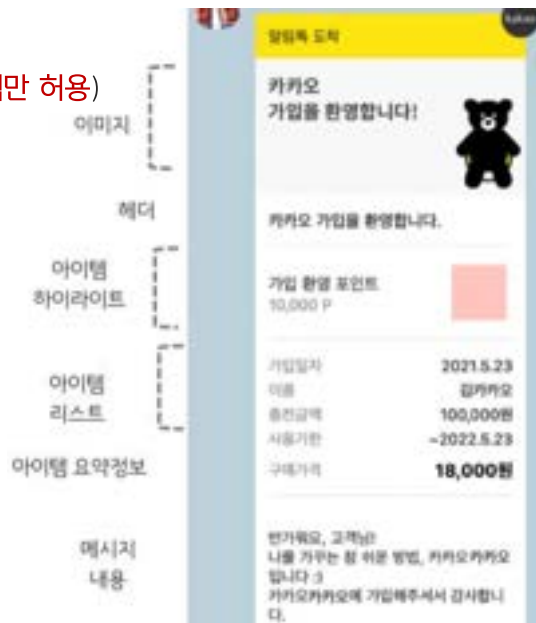 알림톡 도착
만 허용)
카카오
가입을 환영합니다!
이미지
헤더
카카오 가입을 환영합니다.
아이템
하이라이트
가입 환영 포인트
10,000 P
아이템
리스트
가입일자 2021.5.23
이름 김카카오
충전금액 100,000원
사용기한 ~2022.5.23
아이템 요약정보
구매가격 18,000원
메시지
내용
반가워요, 고객님!
나를 가꾸는 참 쉬운 방법, 카카오카카오
입니다 :)
카카오카카오에 가입해주셔서 감사합니
다.